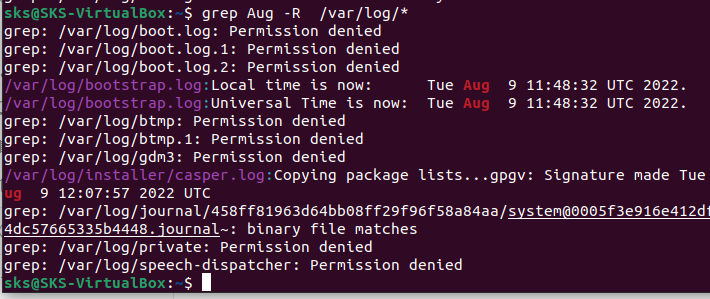 sks@SKS-VirtualBox:~$ grep Aug -R  /var/log/*
grep: /var/log/boot.log: Permission denied
grep: /var/log/boot.log.1: Permission denied
grep: /var/log/boot.log.2: Permission denied
/var/log/bootstrap.log:Local time is now:      Tue Aug  9 11:48:32 UTC 2022.
/var/log/bootstrap.log:Universal Time is now:  Tue Aug  9 11:48:32 UTC 2022.
grep: /var/log/btmp: Permission denied
grep: /var/log/btmp.1: Permission denied
grep: /var/log/gdm3: Permission denied
/var/log/installer/casper.log:Copying package lists...gpgv: Signature made Tue
ug  9 12:07:57 2022 UTC
grep: /var/log/journal/458ff81963d64bb08ff29f96f58a84aa/system@0005f3e916e412df
4dc57665335b4448.journal~: binary file matches
grep: /var/log/private: Permission denied
grep: /var/log/speech-dispatcher: Permission denied
sks@SKS-VirtualBox:~$